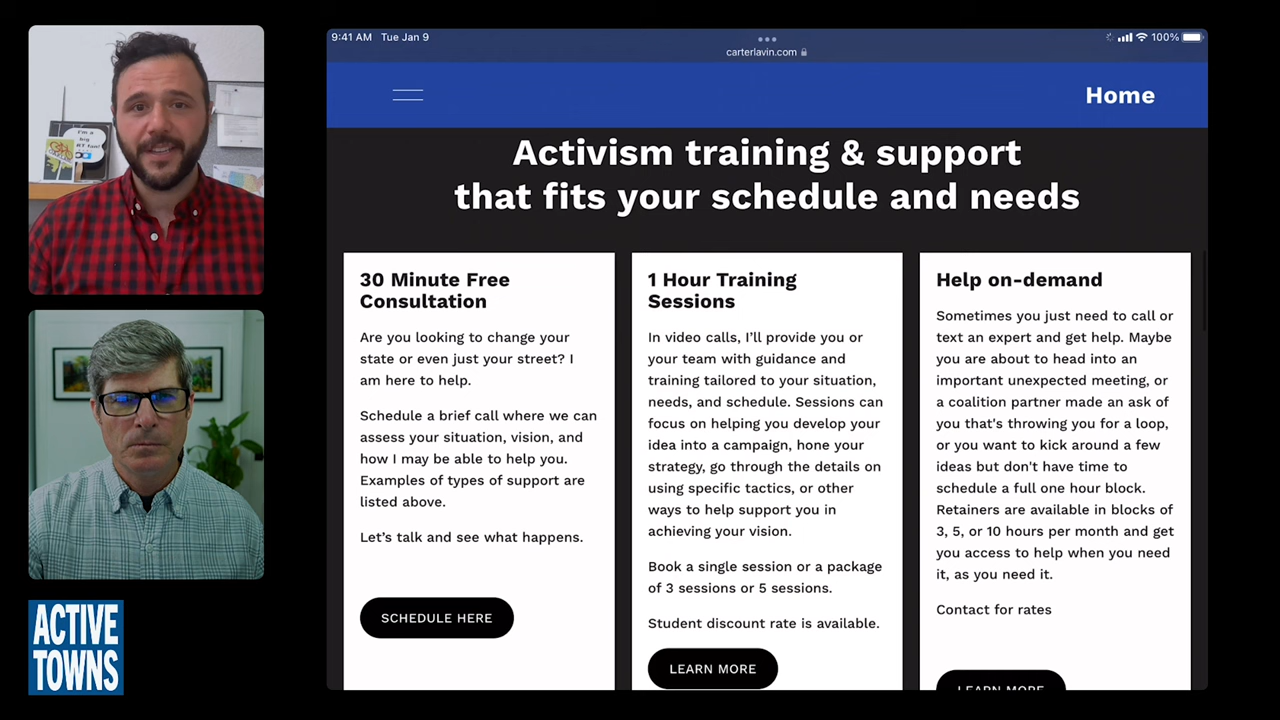 9:41 AM Tue Jan 9
carterlavin.com
100%
Home
Activism training & support
that fits your schedule and needs
30 Minute Free
Consultation
Are you looking to change your
state or even just your street? I
am here to help.
Schedule a brief call where we can
assess your situation, vision, and
how I may be able to help you.
Examples of types of support are
listed above.
Let’s talk and see what happens.
SCHEDULE HERE
1 Hour Training
Sessions
In video calls, I’ll provide you or
your team with guidance and
training tailored to your situation,
needs, and schedule. Sessions can
focus on helping you develop your
idea into a campaign, hone your
strategy, go through the details on
using specific tactics, or other
ways to help support you in
achieving your vision.
Book a single session or a package
of 3 sessions or 5 sessions.
Student discount rate is available.
LEARN MORE
Help on-demand
Sometimes you just need to call or
text an expert and get help. Maybe
you are about to head into an
important unexpected meeting, or
a coalition partner made an ask of
you that's throwing you for a loop,
or you want to kick around a few
ideas but don't have time to
schedule a full one hour block.
Retainers are available in blocks of
3, 5, or 10 hours per month and get
you access to help when you need
it, as you need it.
Contact for rates
LEARN MORE
I'm a
big
RT fan!
ACTIVE
TOWNS